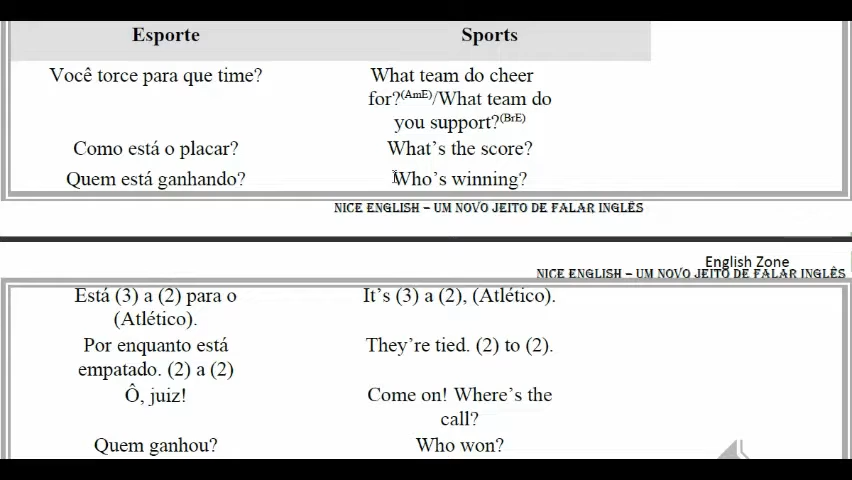 Esporte Sports
Você torce para que time? What team do cheer
for?(AmE)/What team do
you support?(BrE)
Como está o placar? What's the score?
Quem está ganhando? Who's winning?
NICE ENGLISH – UM NOVO JEITO DE FALAR INGLÊS
English Zone
NICE ENGLISH – UM NOVO JEITO DE FALAR INGLÊS
Está (3) a (2) para o It's (3) a (2), (Atlético).
(Atlético).
Por enquanto está They're tied. (2) to (2).
empatado. (2) a (2)
Ô, juiz! Come on! Where's the
call?
Quem ganhou? Who won?